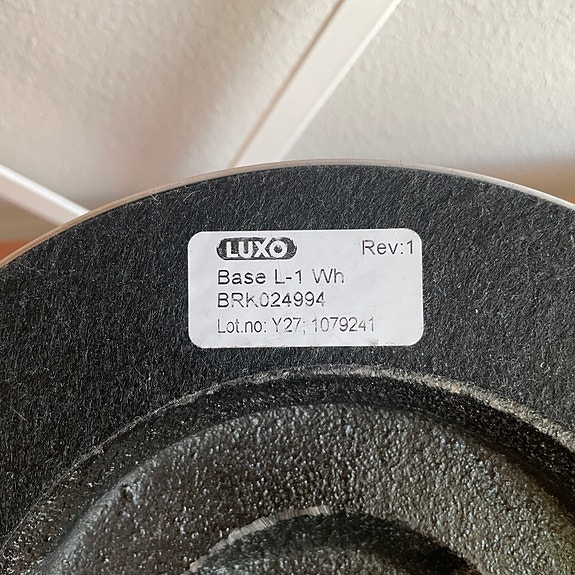 LUXO Rev:1
Base L-1 Wh
BRK024994
Lot.no: Y27; 1079241